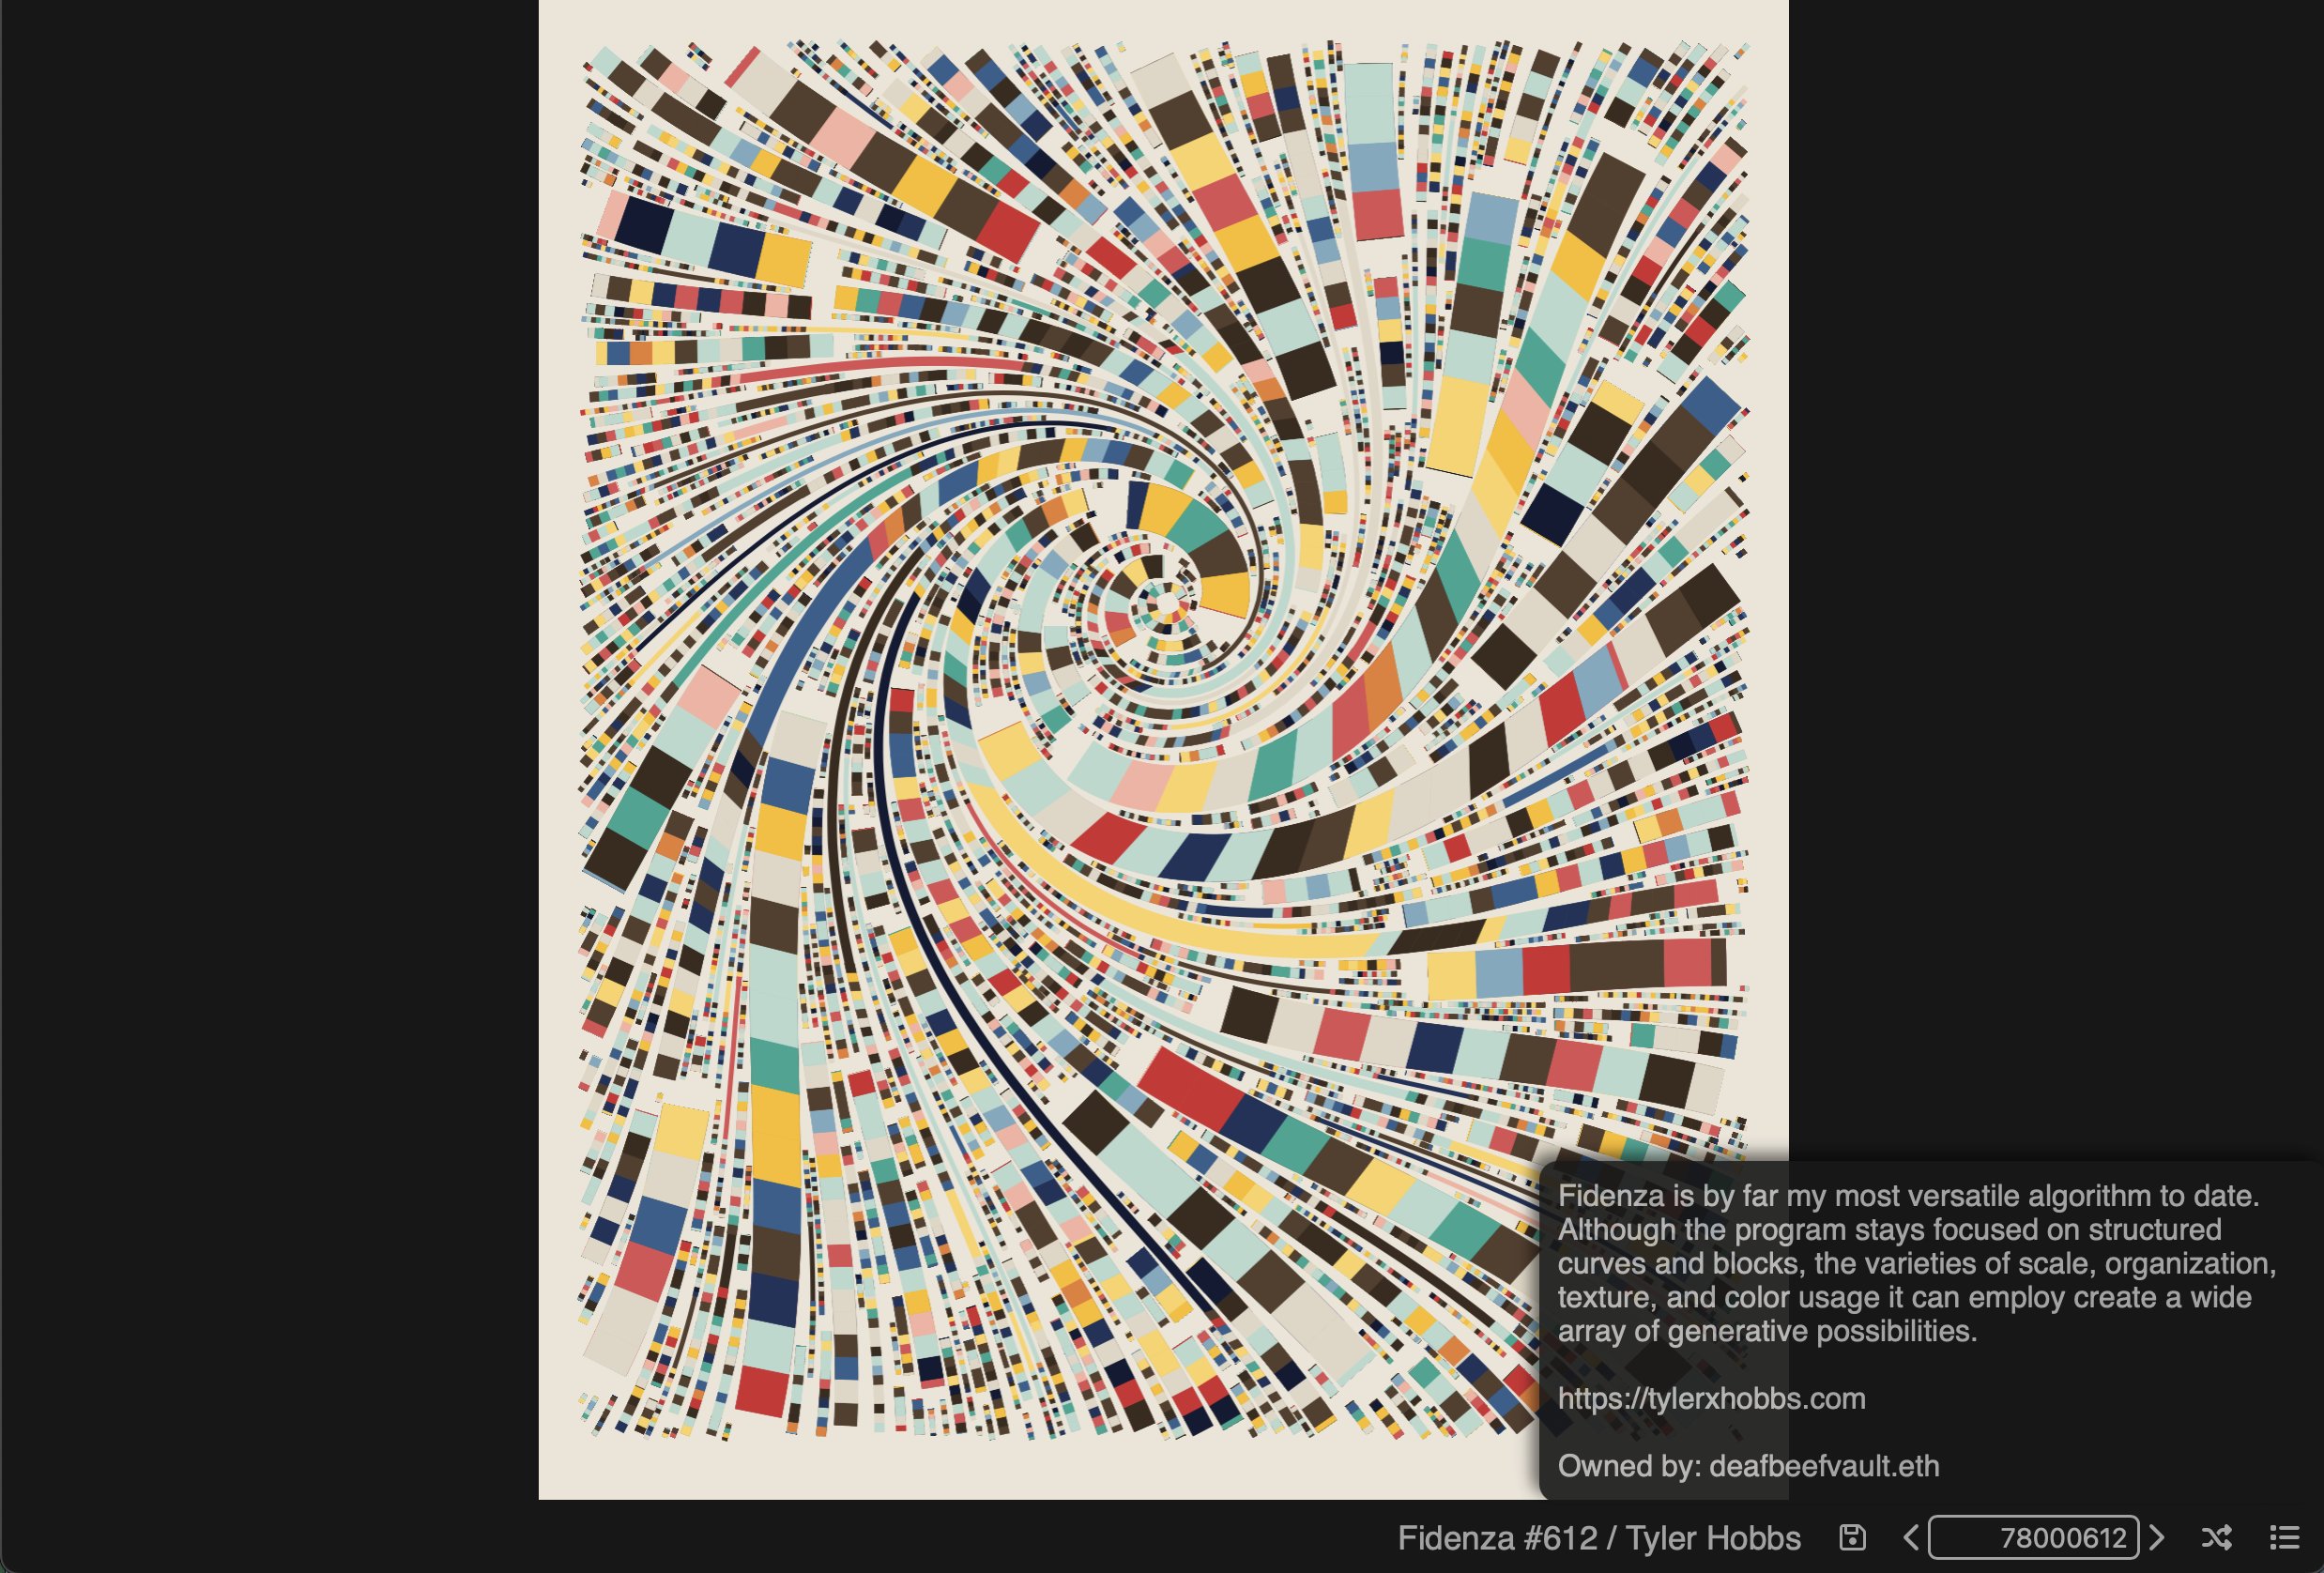 Fidenza is by far my most versatile algorithm to date.
Although the program stays focused on structured
curves and blocks, the varieties of scale, organization,
texture, and color usage it can employ create a wide
array of generative possibilities.
https://tylerxhobbs.com
Owned by: deafbeefvault.eth
Fidenza #612 / Tyler Hobbs
78000612